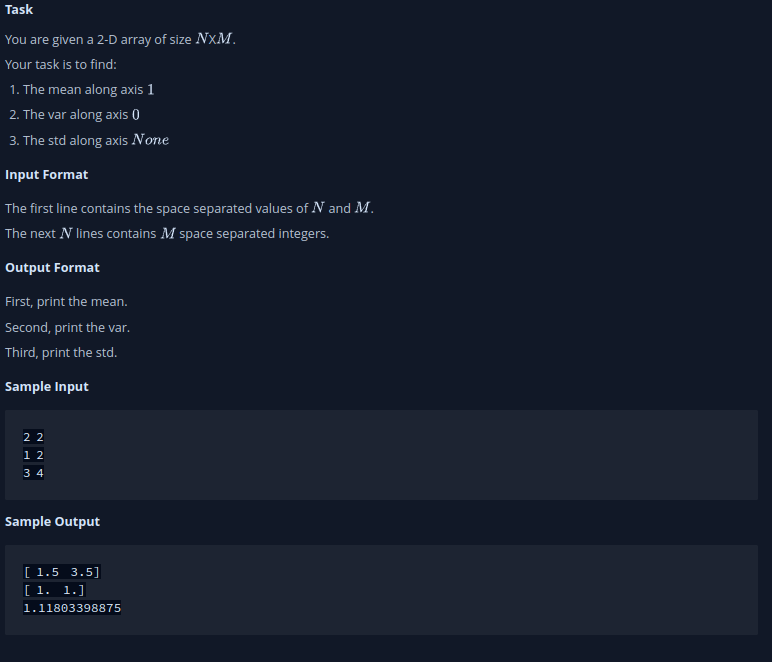 Task
You are given a 2-D array of size NXM.
Your task is to find:
1. The mean along axis 1
2. The var along axis 0
3. The std along axis None
Input Format
The first line contains the space separated values of N and M.
The next N lines contains M space separated integers.
Output Format
First, print the mean.
Second, print the var.
Third, print the std.
Sample Input
2 2
1 2
3 4
Sample Output
[ 1.5  3.5]
[ 1.  1.]
1.11803398875